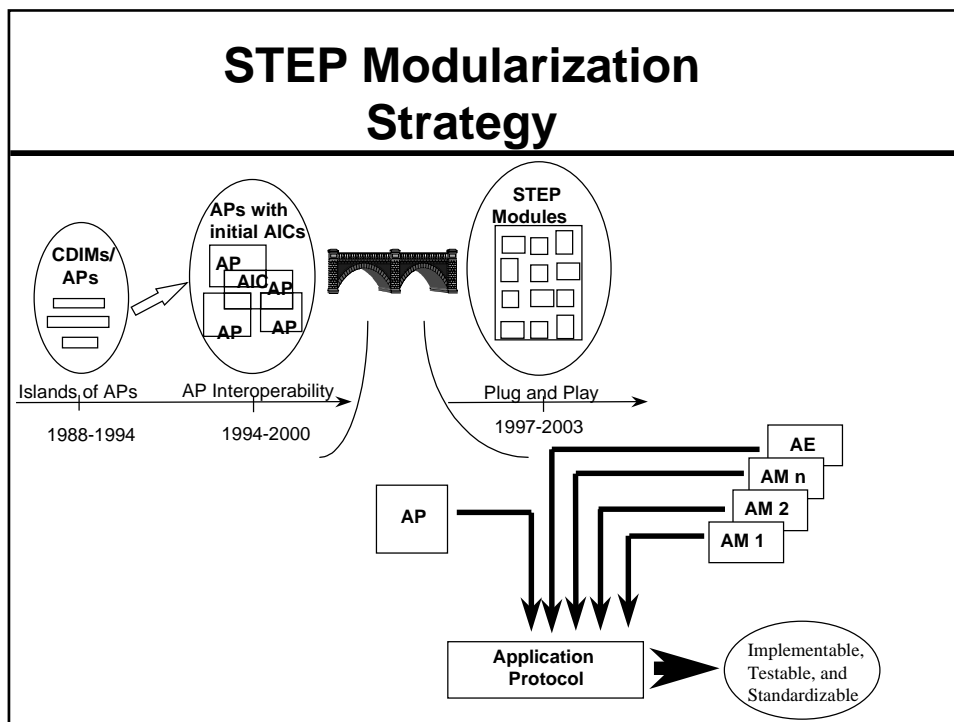 STEP Modularization
Strategy
CDIMs/
APs
APs with
initial AICs
AP
AIC
AP
AP
AP
STEP
Modules
Islands of APs
AP Interoperability
Plug and Play
1988-1994
1994-2000
1997-2003
AE
AM n
AM 2
AM 1
AP
Application
Protocol
Implementable,
Testable, and
Standardizable